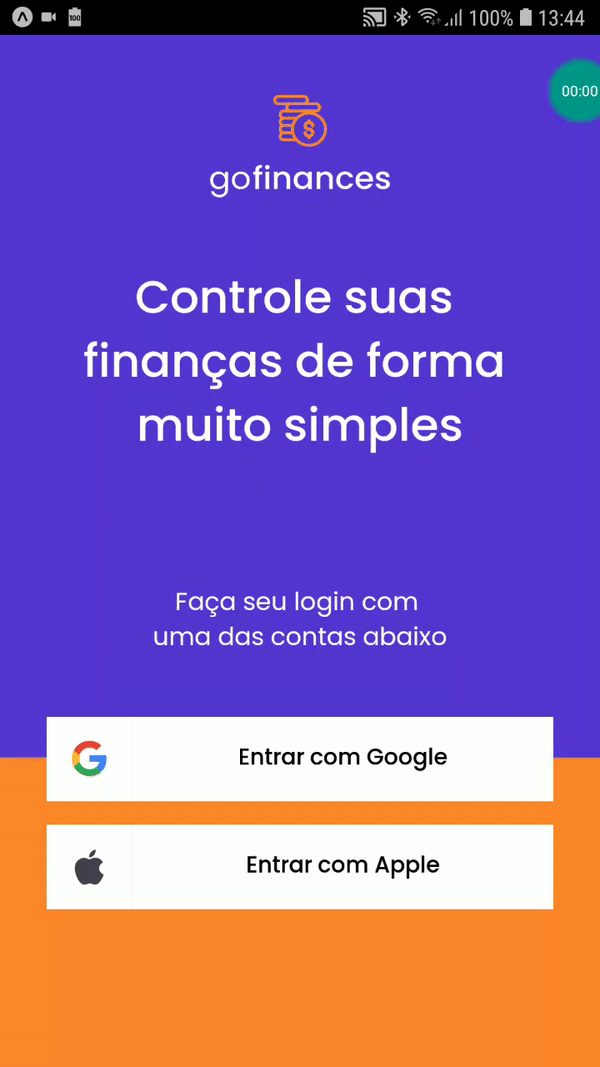 100 100% 13:44
00:00
$
gofinances
Controle suas
finanças de forma
muito simples
Faça seu login com
uma das contas abaixo
Entrar com Google
Entrar com Apple